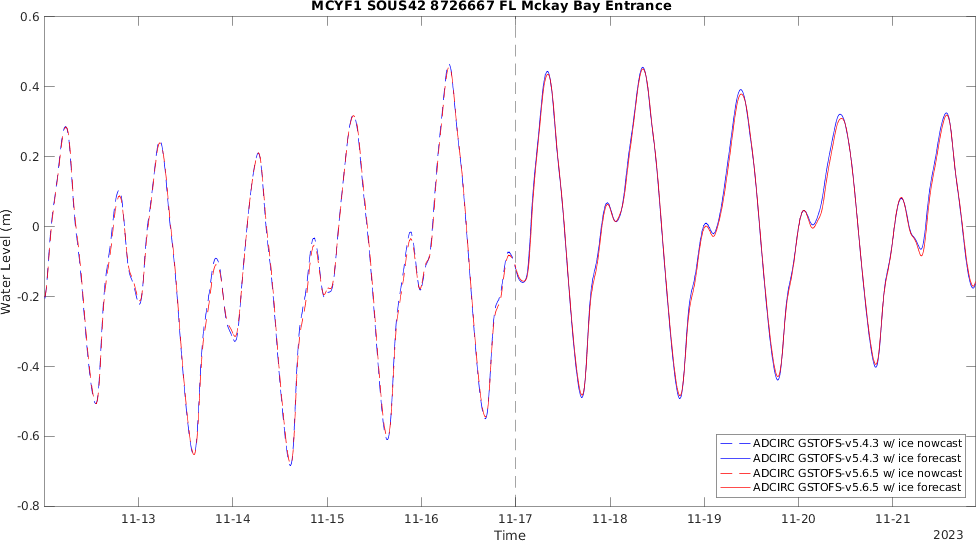 MCYF1 SOUS42 8726667 FL Mckay Bay Entrance
0.6
0.4
0.2
0
-0.2
-0.4
-0.6
-0.8
Water Level (m)
11-13 11-14 11-15 11-16 11-17 11-18 11-19 11-20 11-21
Time
2023
ADCIRC GSTOFS-v5.4.3 w/ ice nowcast
ADCIRC GSTOFS-v5.4.3 w/ ice forecast
ADCIRC GSTOFS-v5.6.5 w/ ice nowcast
ADCIRC GSTOFS-v5.6.5 w/ ice forecast